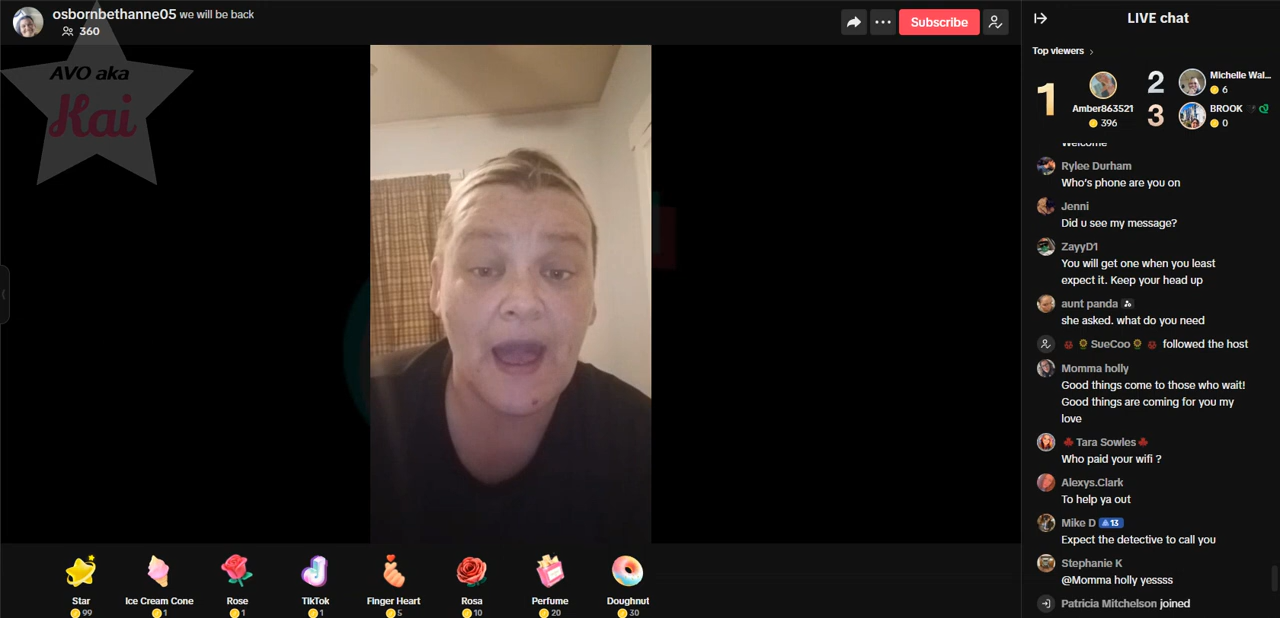 osbornbethanne05 we will be back
360
Subscribe
AVO aka
Kai
LIVE chat
Top viewers
1
Amber863521
396
2
Michelle Wal...
6
3
BROOK
0
Welcome
Rylee Durham
Who's phone are you on
Jenni
Did u see my message?
ZayyD1
You will get one when you least
expect it. Keep your head up
aunt panda
she asked. what do you need
SueCoo followed the host
Momma holly
Good things come to those who wait!
Good things are coming for you my
love
Tara Sowles
Who paid your wifi ?
Alexys.Clark
To help ya out
Mike D 13
Expect the detective to call you
Stephanie K
@Momma holly yessss
Patricia Mitchelson joined
Star
99
Ice Cream Cone
1
Rose
1
TikTok
1
Finger Heart
5
Rosa
10
Perfume
20
Doughnut
30